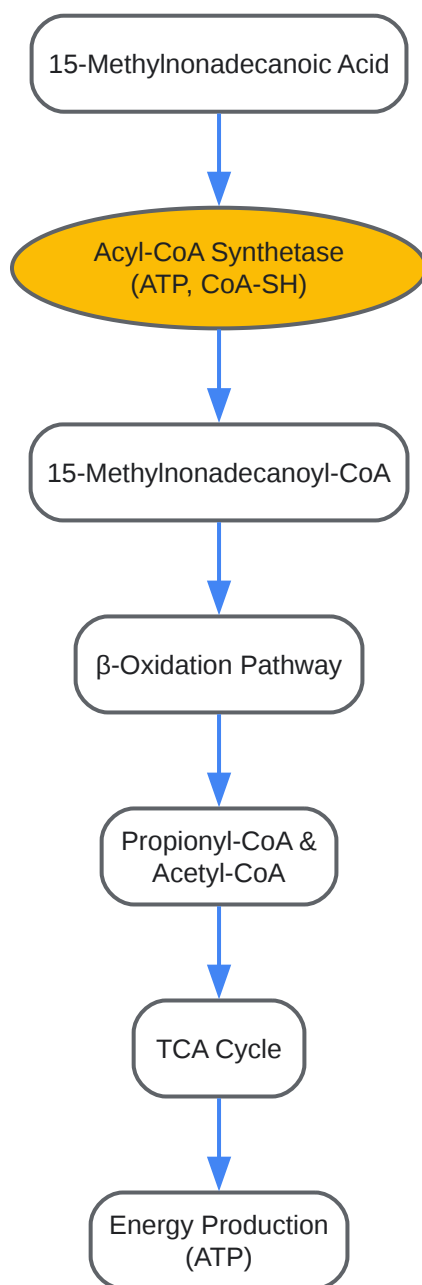 15-Methylnonadecanoic Acid
Acyl-CoA Synthetase
(ATP, CoA-SH)
15-Methylnonadecanoyl-CoA
β-Oxidation Pathway
Propionyl-CoA &
Acetyl-CoA
TCA Cycle
Energy Production
(ATP)